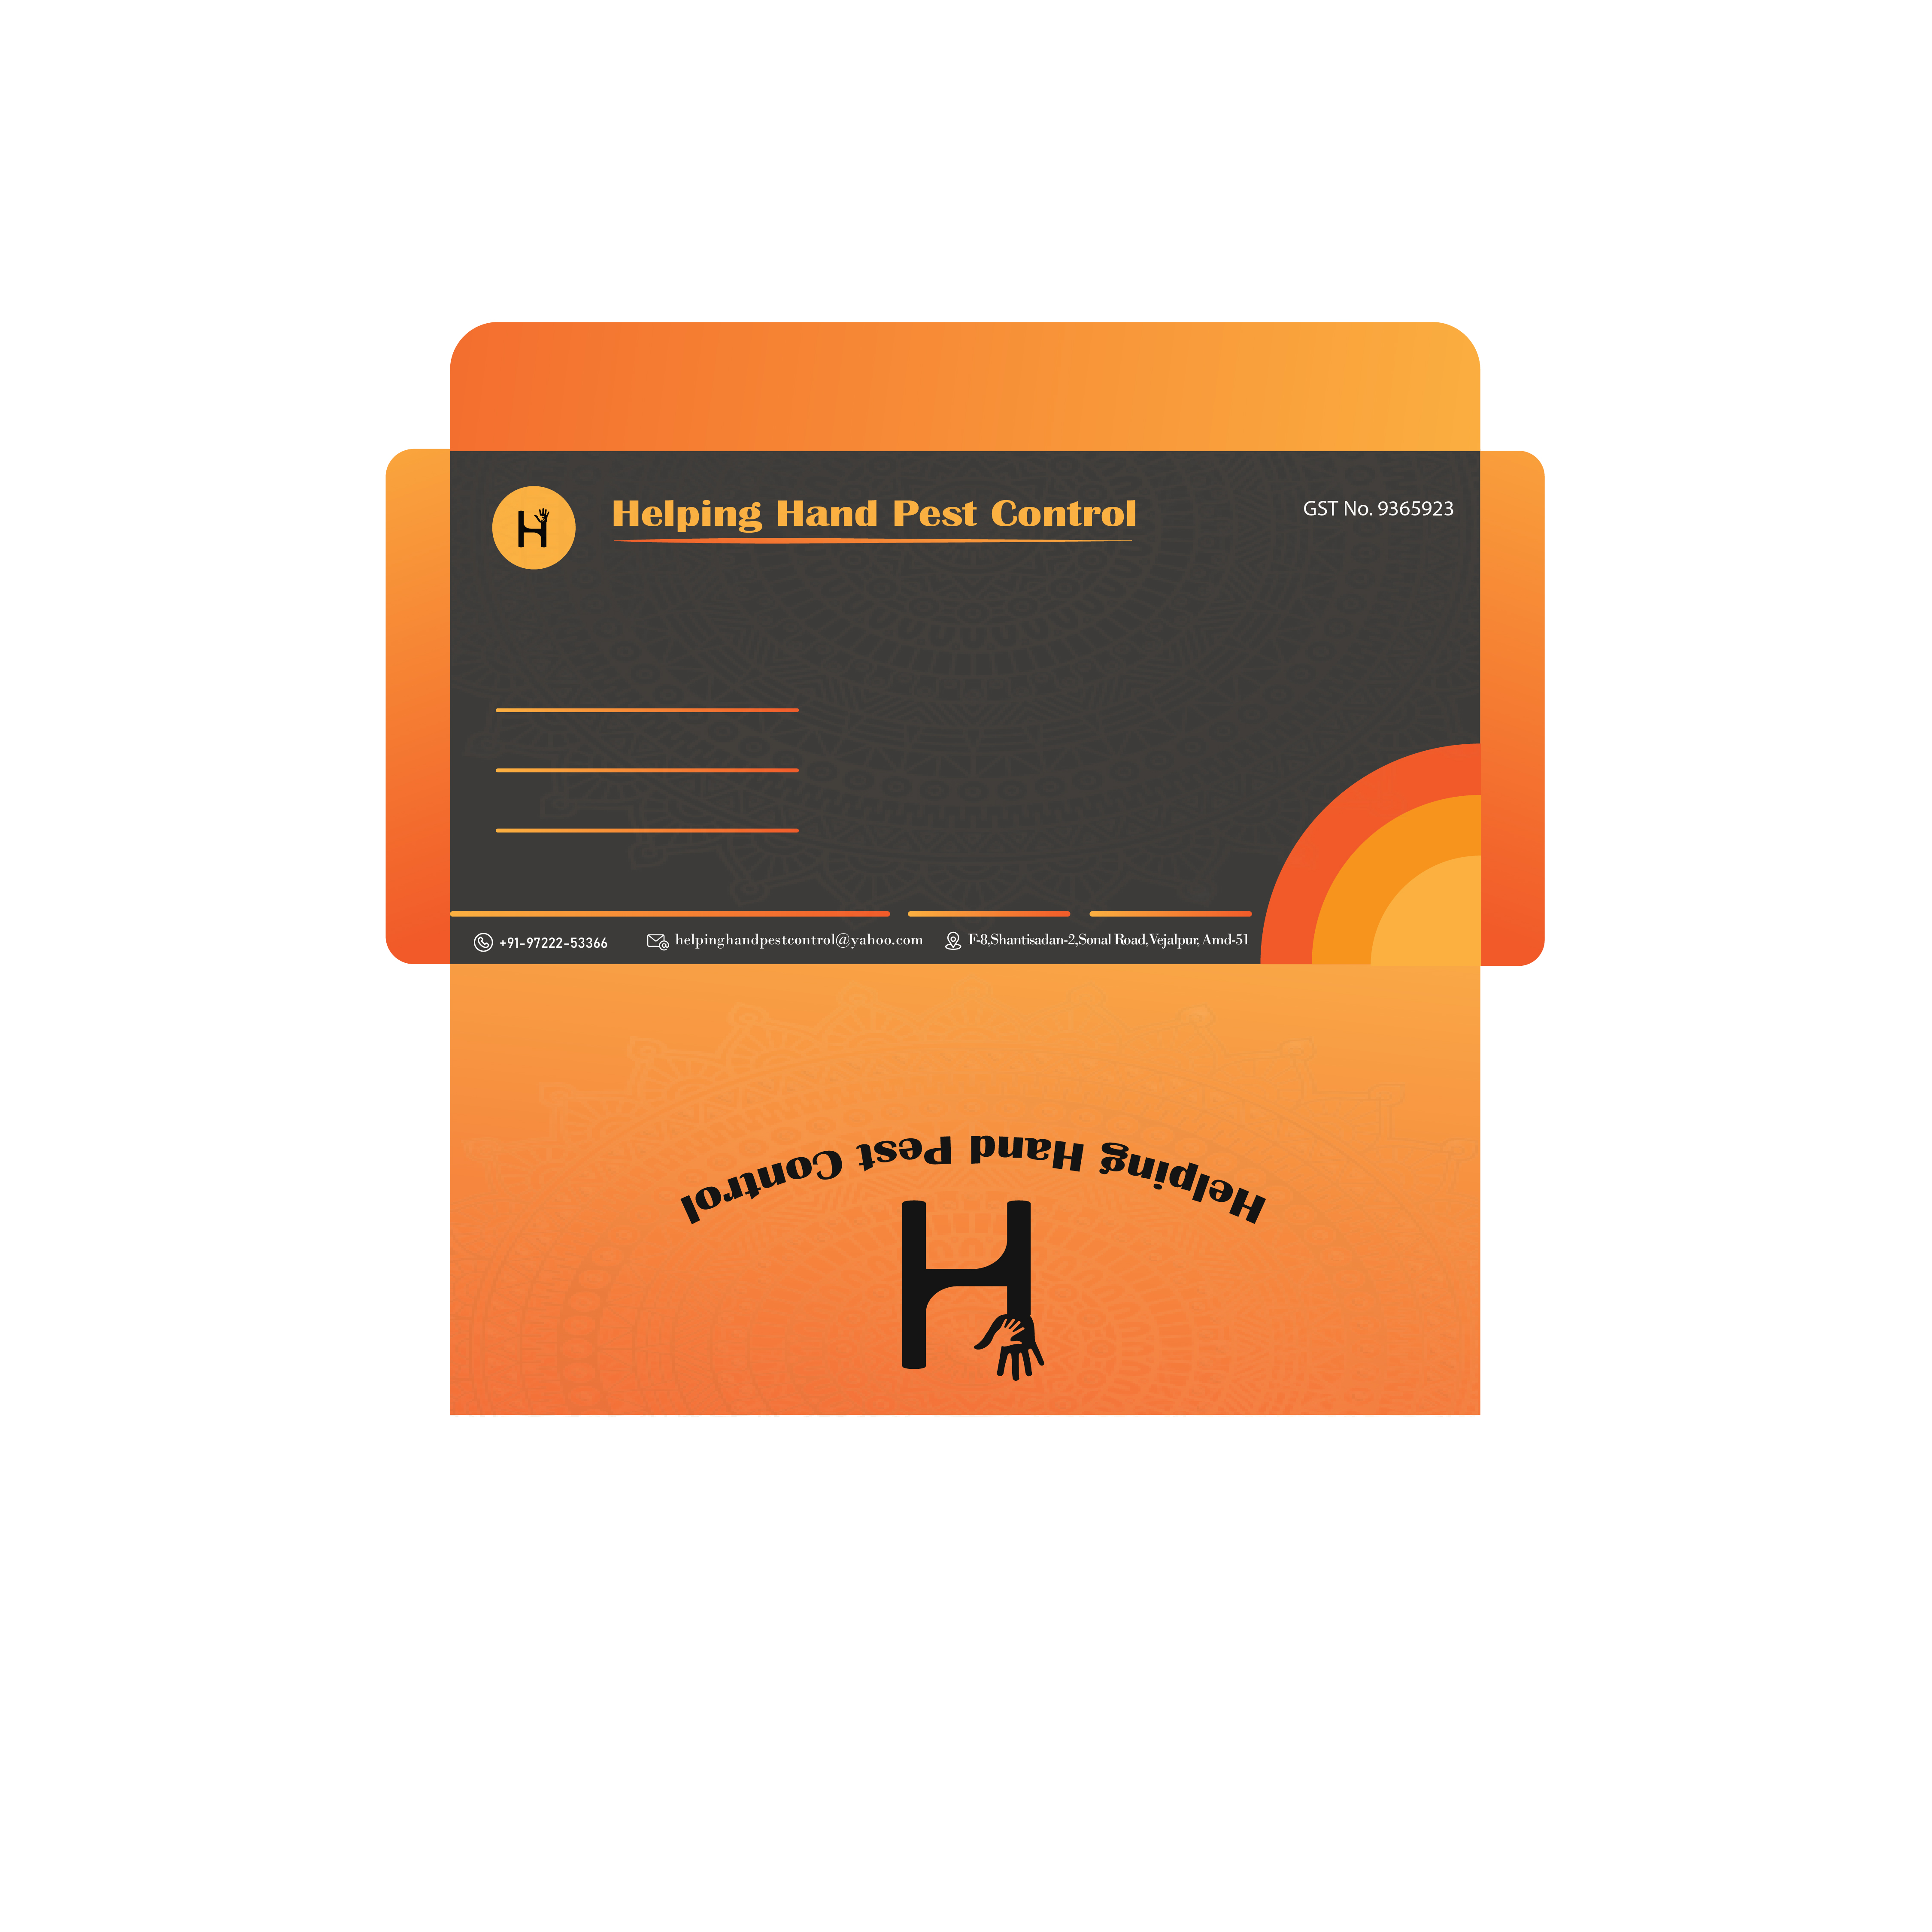 H
Helping Hand Pest Control
GST No. 9365923
+91-97222-53366
helpinghandpestcontrol@yahoo.com
F-8,Shantisadan-2,Sonal Road,Vejalpur, Amd-51
Helping Hand Pest Control
H